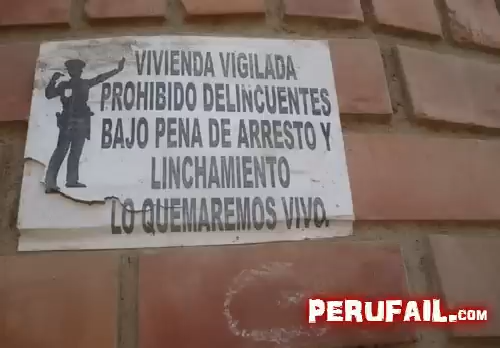 VIVIENDA VIGILADA
PROHIBIDO DELINCUENTES
BAJO PENA DE ARRESTO Y
LINCHAMIENTO
LO QUEMAREMOS VIVO.
PERUFAIL.COM